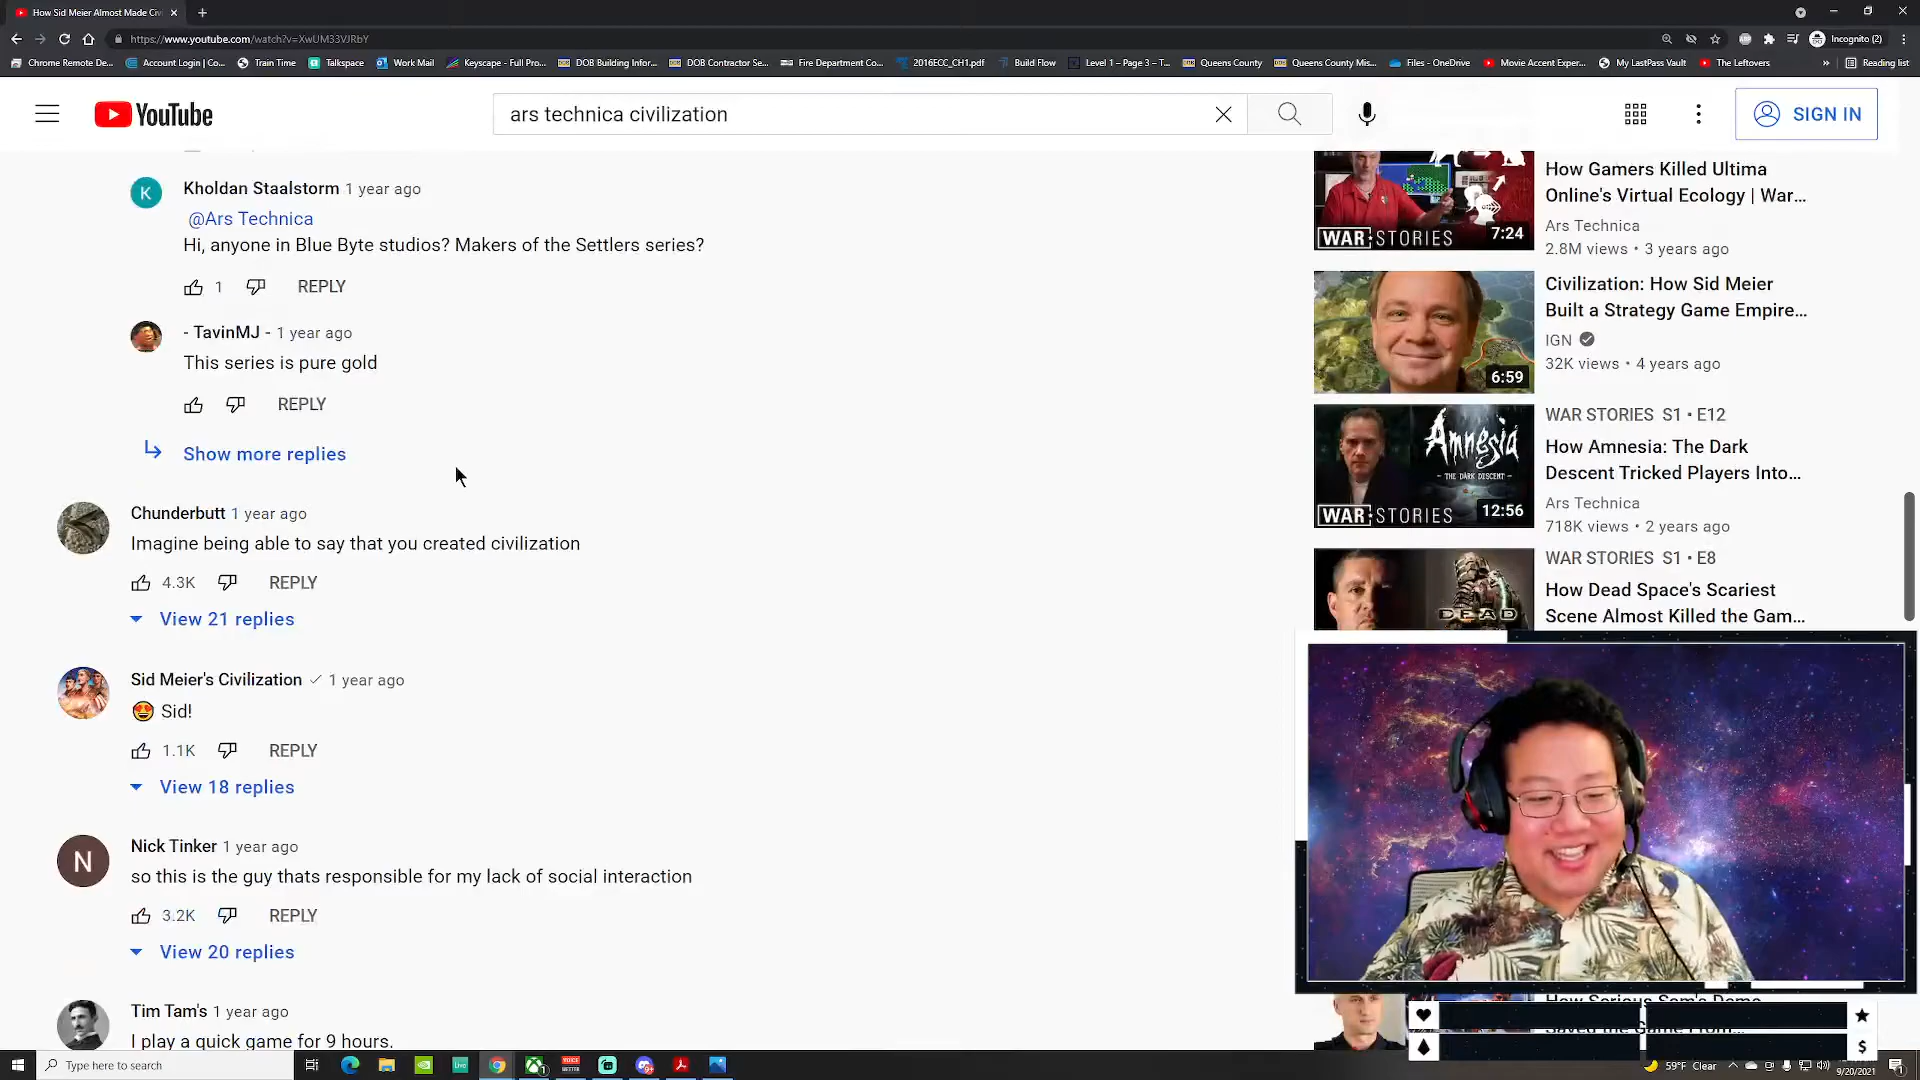 How Sid Meier Almost Made Civ
https://www.youtube.com/watch?v=XwUM33VJRbY
Incognito (2)
Chrome Remote De...
Account Login | Co...
Train Time
Talkspace
Work Mail
Keyscape - Full Pro...
DOB Building Infor...
DOB Contractor Se...
Fire Department Co...
2016ECC_CH1.pdf
Build Flow
Level 1 – Page 3 – T...
Queens County
Queens County Mis...
Files - OneDrive
Movie Accent Exper...
My LastPass Vault
The Leftovers
Reading list
YouTube
ars technica civilization
SIGN IN
Kholdan Staalstorm 1 year ago
@Ars Technica
Hi, anyone in Blue Byte studios? Makers of the Settlers series?
1
REPLY
- TavinMJ - 1 year ago
This series is pure gold
REPLY
Show more replies
Chunderbutt 1 year ago
Imagine being able to say that you created civilization
4.3K
REPLY
View 21 replies
Sid Meier's Civilization 1 year ago
😍 Sid!
1.1K
REPLY
View 18 replies
N
Nick Tinker 1 year ago
so this is the guy thats responsible for my lack of social interaction
3.2K
REPLY
View 20 replies
Tim Tam's 1 year ago
I play a quick game for 9 hours.
K
WAR STORIES
7:24
How Gamers Killed Ultima
Online's Virtual Ecology | War...
Ars Technica
2.8M views • 3 years ago
6:59
Civilization: How Sid Meier
Built a Strategy Game Empire...
IGN
32K views • 4 years ago
Amnesia
- THE DARK DESCENT -
WAR STORIES
12:56
WAR STORIES S1 • E12
How Amnesia: The Dark
Descent Tricked Players Into...
Ars Technica
718K views • 2 years ago
DEAD
WAR STORIES S1 • E8
How Dead Space's Scariest
Scene Almost Killed the Gam...
$
Type here to search
59°F Clear
9/20/2021